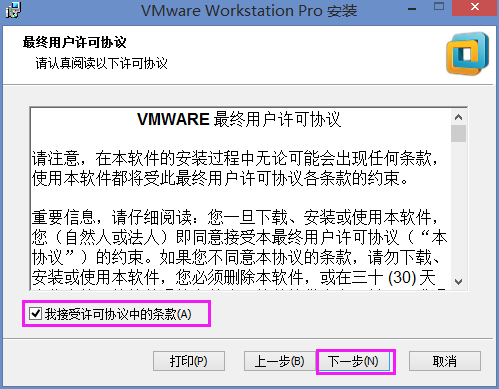 VMware Workstation Pro 安装
最终用户许可协议
请认真阅读以下许可协议
VMWARE 最终用户许可协议
请注意，在本软件的安装过程中无论可能会出现任何条款，
使用本软件都将受此最终用户许可协议各条款的约束。
重要信息，请仔细阅读：您一旦下载、安装或使用本软件，
您（自然人或法人）即同意接受本最终用户许可协议（“本
协议”）的约束。如果您不同意本协议的条款，请勿下载、
安装或使用本软件，您必须删除本软件，或在三十 (30) 天
我接受许可协议中的条款(A)
打印(P)
上一步(B)
下一步(N)
取消